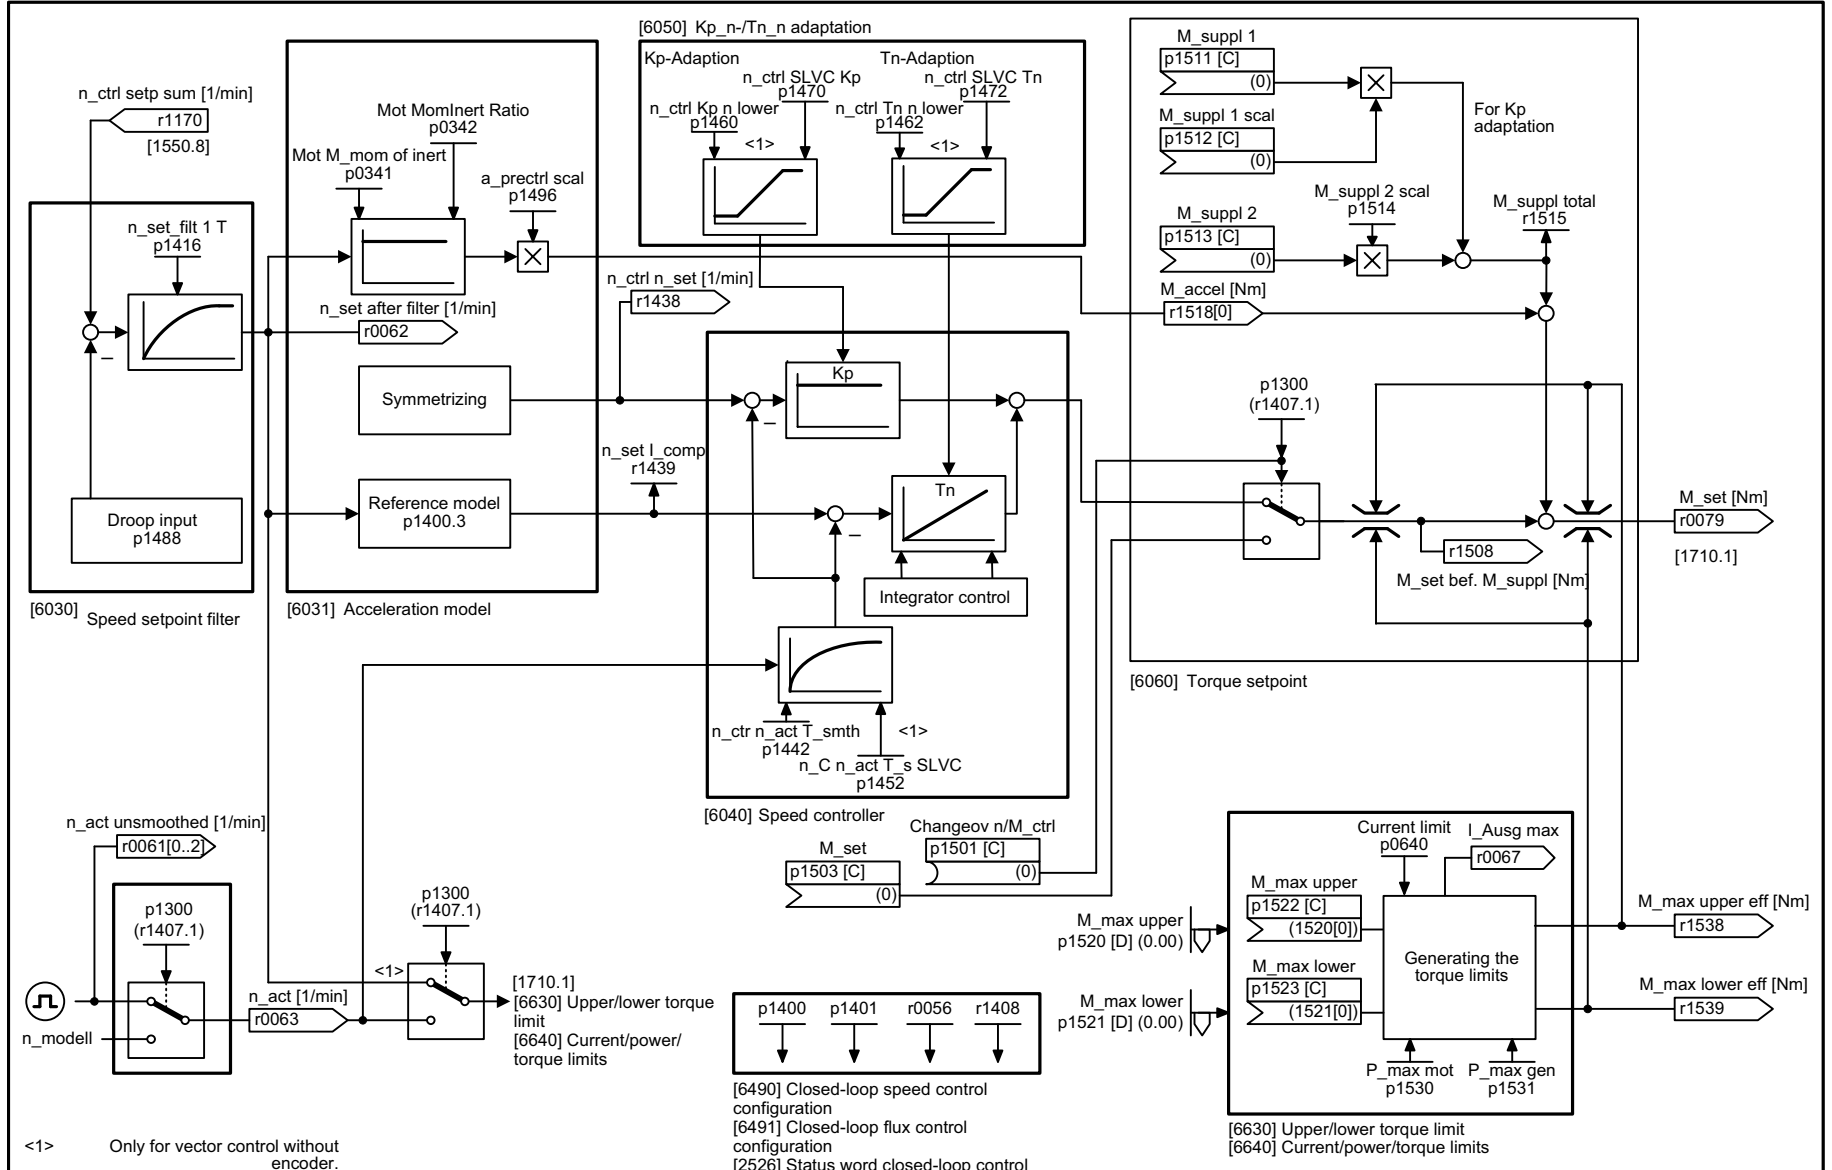 [6050] Kp_n-/Tn_n adaptation
Kp-Adaption
Tn-Adaption
n_ctrl SLVC Kp
p1470
n_ctrl SLVC Tn
p1472
n_ctrl Kp n lower
p1460
n_ctrl Tn n lower
p1462
<1>
<1>
M_suppl 1
p1511 [C]
(0)
M_suppl 1 scal
p1512 [C]
(0)
For Kp
adaptation
M_suppl 2 scal
p1514
M_suppl 2
p1513 [C]
(0)
M_suppl total
r1515
M_accel [Nm]
r1518[0]
n_ctrl setp sum [1/min]
r1170
[1550.8]
Mot MomInert Ratio
p0342
Mot M_mom of inert
p0341
a_prectrl scal
p1496
n_set_filt 1 T
p1416
n_set after filter [1/min]
r0062
n_ctrl n_set [1/min]
r1438
Symmetrizing
Kp
n_set I_comp
r1439
Reference model
p1400.3
Tn
Droop input
p1488
Integrator control
[6030]
Speed setpoint filter
[6031] Acceleration model
p1300
(r1407.1)
r1508
M_set bef. M_suppl [Nm]
M_set [Nm]
r0079
[1710.1]
[6060] Torque setpoint
n_ctr n_act T_smth
p1442
<1>
n_C n_act T_s SLVC
p1452
[6040] Speed controller
n_act unsmoothed [1/min]
r0061[0..2]
p1300
(r1407.1)
n_modell
n_act [1/min]
r0063
p1300
(r1407.1)
<1>
[1710.1]
[6630] Upper/lower torque
limit
[6640] Current/power/
torque limits
M_set
p1503 [C]
(0)
Changeov n/M_ctrl
p1501 [C]
(0)
p1400
p1401
r0056
r1408
[6490] Closed-loop speed control
configuration
[6491] Closed-loop flux control
configuration
[2526] Status word closed-loop control
M_max upper
p1520 [D] (0.00)
M_max lower
p1521 [D] (0.00)
Current limit
p0640
I_Ausg max
r0067
M_max upper
p1522 [C]
(1520[0])
M_max lower
p1523 [C]
(1521[0])
Generating the
torque limits
P_max mot
p1530
P_max gen
p1531
M_max upper eff [Nm]
r1538
M_max lower eff [Nm]
r1539
[6630] Upper/lower torque limit
[6640] Current/power/torque limits
<1> Only for vector control without
encoder.